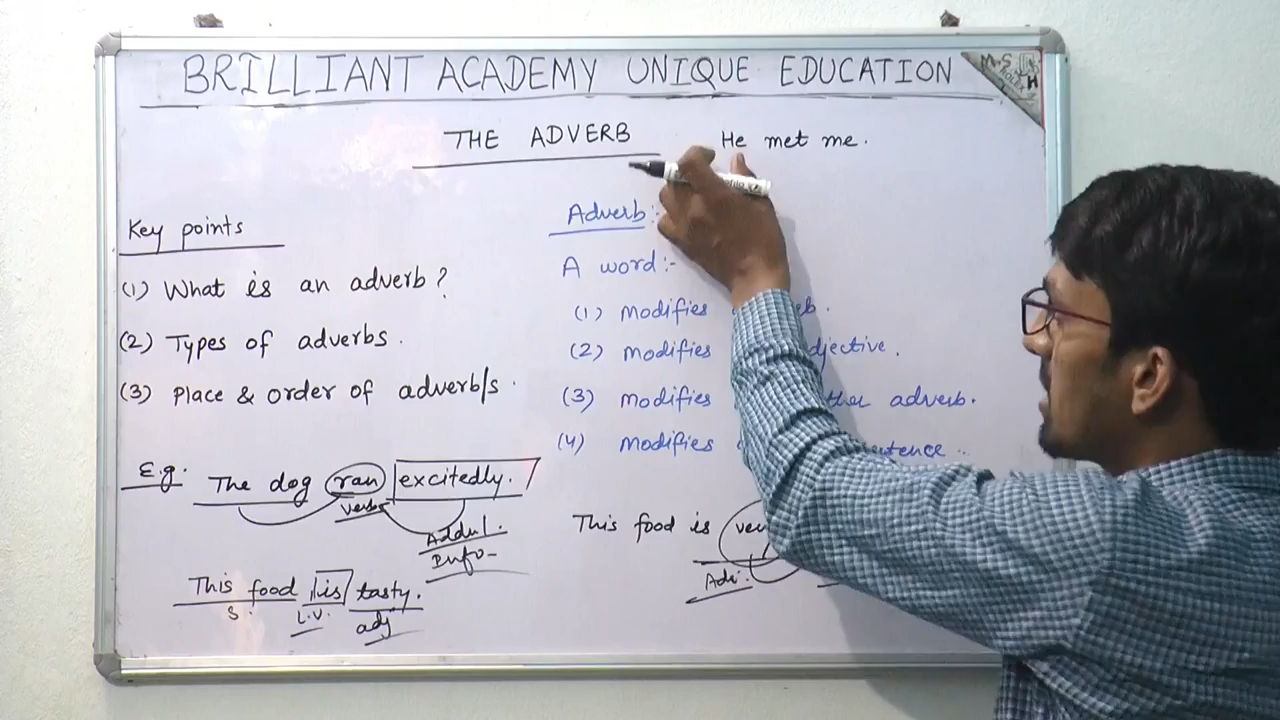 BRILLIANT ACADEMY UNIQUE EDUCATION
M.S
H
THE ADVERB
He met me.
Key points
(1) What is an adverb?
(2) Types of adverbs.
(3) Place & order of adverb/s.
E.g. The dog ran excitedly.
verb
Addnl.
Info-
This food is tasty.
S. L.V. adj
Adverb:-
A word:-
(1) modifies
(2) modifies
(3) modifies adverb.
(4) modifies
This food is
Adv.